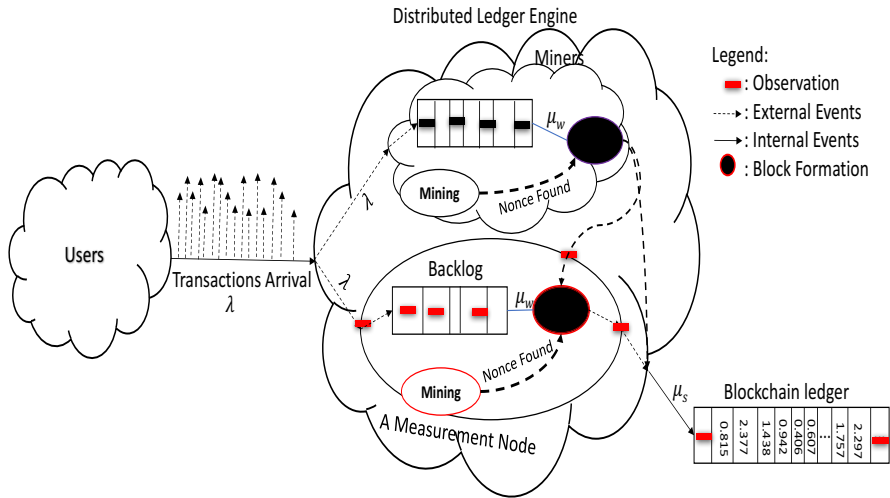 Distributed Ledger Engine
Legend:
: Observation
: External Events
: Internal Events
: Block Formation
Miners
μw
Mining
Nonce Found
Users
Transactions Arrival
λ
λ
λ
Backlog
μw
Mining
Nonce Found
A Measurement Node
μs
Blockchain ledger
0.815
2.377
1.438
0.942
0.406
0.607
...
1.757
2.297